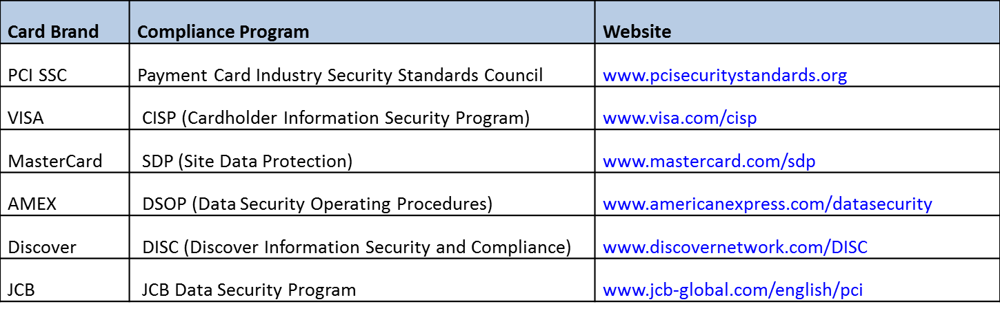 Card Brand Compliance Program Website
PCI SSC Payment Card Industry Security Standards Council www.pcisecuritystandards.org
VISA CISP (Cardholder Information Security Program) www.visa.com/cisp
MasterCard SDP (Site Data Protection) www.mastercard.com/sdp
AMEX DSOP (Data Security Operating Procedures) www.americanexpress.com/datasecurity
Discover DISC (Discover Information Security and Compliance) www.discovernetwork.com/DISC
JCB JCB Data Security Program www.jcb-global.com/english/pci